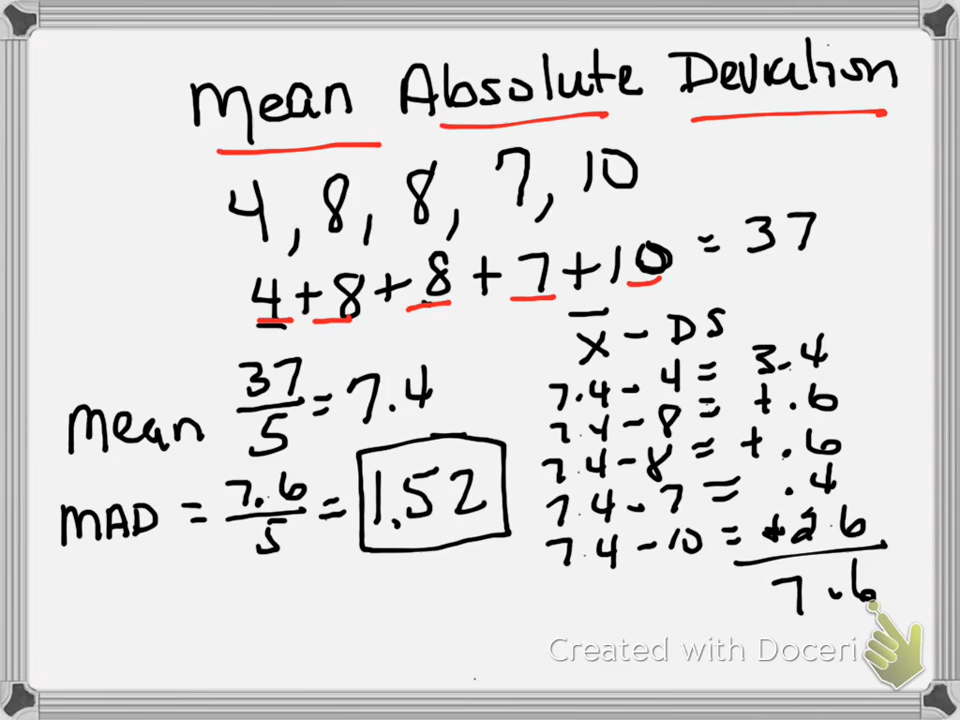 Mean Absolute Deviation
4, 8, 8, 7, 10
4+8+8+7+10 = 37
x̄ - DS
7.4 - 4 = 3.4
7.4 - 8 = +.6
7.4 - 8 = +.6
7.4 - 7 = .4
7.4 - 10 = +2.6
7.6
Mean 37/5 = 7.4
MAD = 7.6/5 = 1.52
Created with Doceri